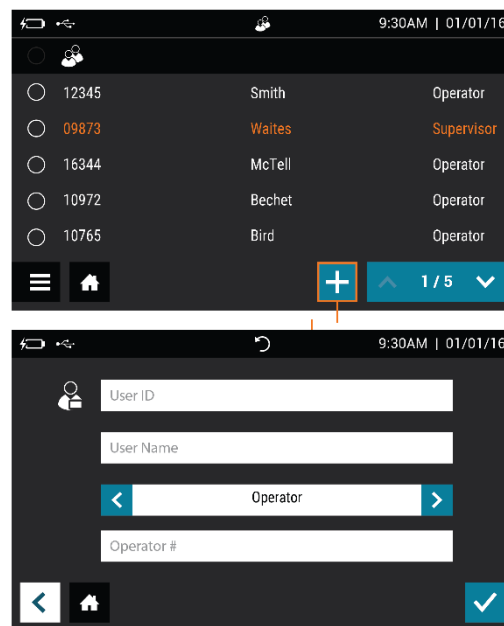 9:30AM | 01/01/16
12345 Smith Operator
09873 Waites Supervisor
16344 McTell Operator
10972 Bechet Operator
10765 Bird Operator
1 / 5
9:30AM | 01/01/16
User ID
User Name
Operator
Operator #